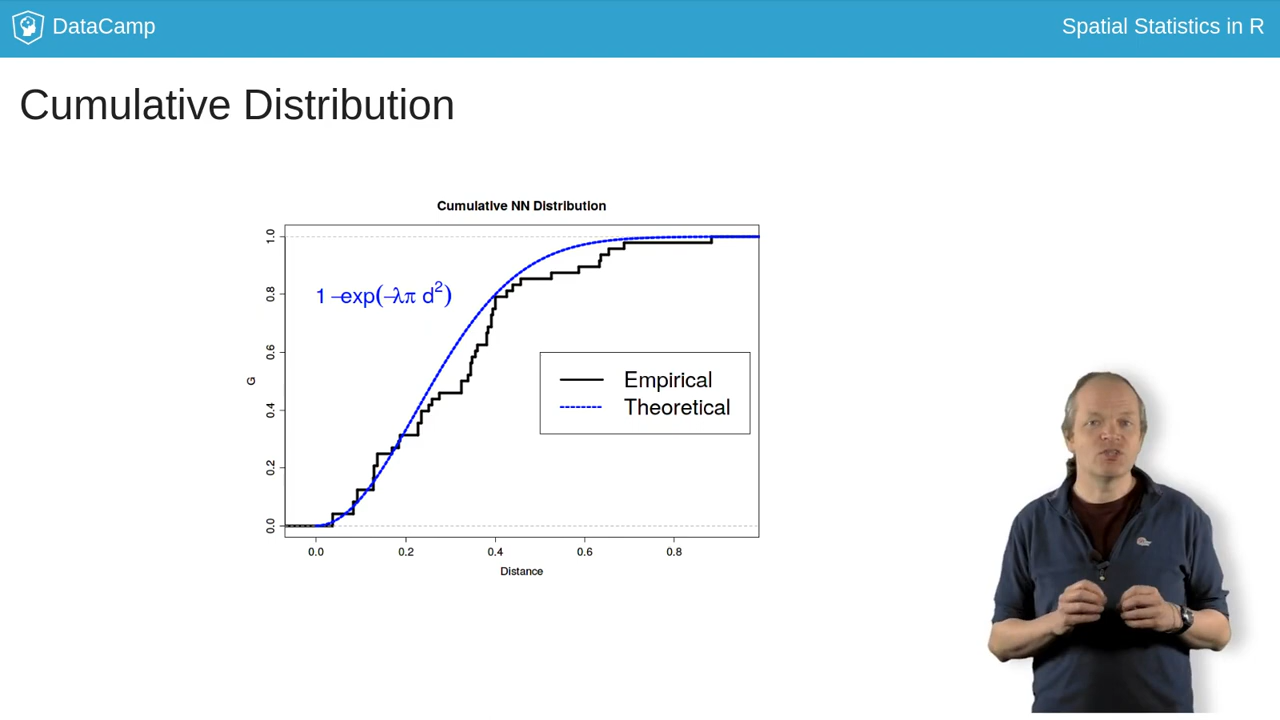 DataCamp
Spatial Statistics in R
Cumulative Distribution
Cumulative NN Distribution
1 −exp(−λπ d²)
Empirical
Theoretical
G
0.0
0.2
0.4
0.6
0.8
1.0
0.0 0.2 0.4 0.6 0.8
Distance